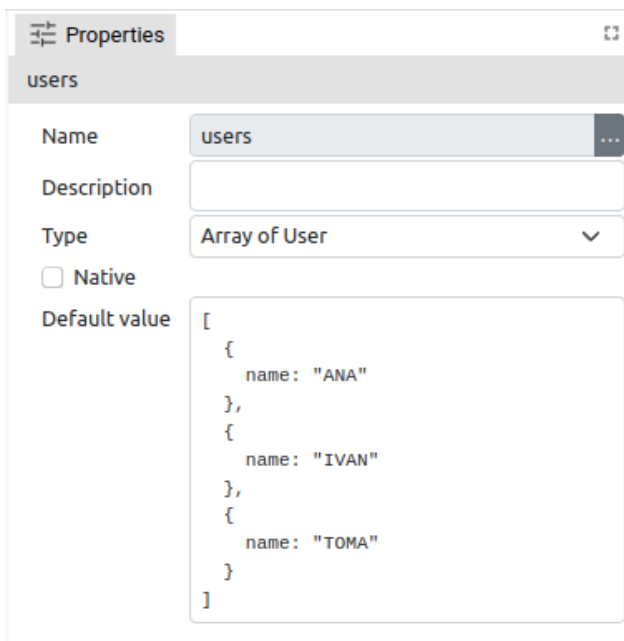 Properties
users
Name users ...
Description
Type Array of User
Native
Default value
[
  {
    name: "ANA"
  },
  {
    name: "IVAN"
  },
  {
    name: "TOMA"
  }
]